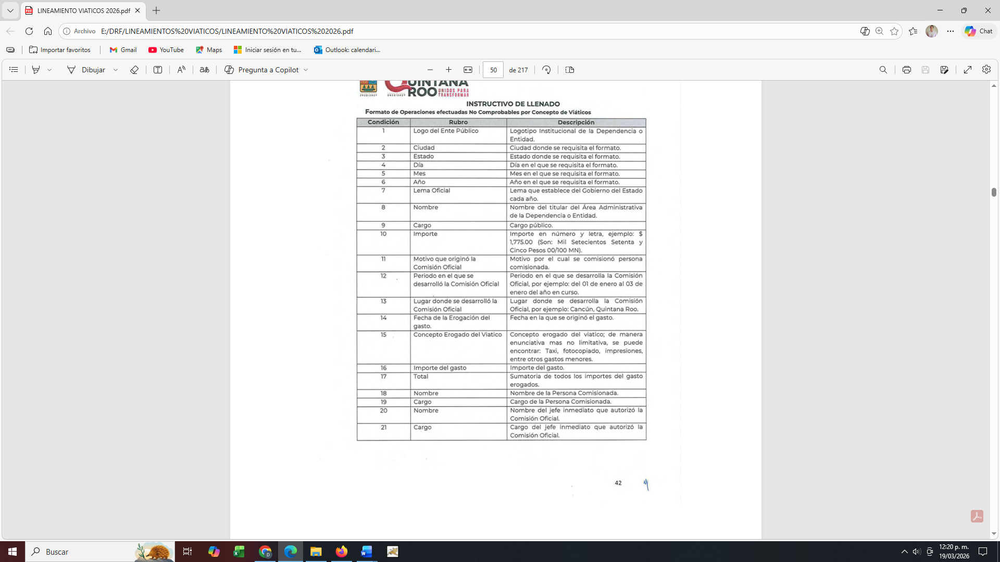 LINEAMIENTO VIATICOS 2026.pdf
Archivo E:/DRF/LINEAMIENTOS%20VIATICOS/LINEAMIENTO%20VIATICOS%202026.pdf
Chat
Importar favoritos Gmail YouTube Maps Iniciar sesión en tu... Outlook: calendari...
Dibujar Pregunta a Copilot 50 de 217
QUINTANA
ROO UNIDOS PARA
TRANSFORMAR
2022/2027 2022/2027
INSTRUCTIVO DE LLENADO
Formato de Operaciones efectuadas No Comprobables por Concepto de Viáticos
Condición Rubro Descripción
1 Logo del Ente Público Logotipo Institucional de la Dependencia o
Entidad.
2 Ciudad Ciudad donde se requisita el formato.
3 Estado Estado donde se requisita el formato.
4 Día Día en el que se requisita el formato.
5 Mes Mes en el que se requisita el formato.
6 Año Año en el que se requisita el formato.
7 Lema Oficial Lema que establece del Gobierno del Estado
cada año.
8 Nombre Nombre del titular del Área Administrativa
de la Dependencia o Entidad.
9 Cargo Cargo público.
10 Importe Importe en número y letra, ejemplo: $
1,775.00 (Son: Mil Setecientos Setenta y
Cinco Pesos 00/100 MN).
11 Motivo que originó la Motivo por el cual se comisionó persona
Comisión Oficial comisionada.
12 Periodo en el que se Periodo en el que se desarrolla la Comisión
desarrolló la Comisión Oficial Oficial, por ejemplo: del 01 de enero al 03 de
enero del año en curso.
13 Lugar donde se desarrolló la Lugar donde se desarrolla la Comisión
Comisión Oficial Oficial, por ejemplo: Cancún, Quintana Roo.
14 Fecha de la Erogación del Fecha en la que se originó el gasto.
gasto.
15 Concepto Erogado del Viatico Concepto erogado del viatico; de manera
enunciativa mas no limitativa, se puede
encontrar: Taxi, fotocopiado, impresiones,
entre otros gastos menores.
16 Importe del gasto Importe del gasto.
17 Total Sumatoria de todos los importes del gasto
erogados.
18 Nombre Nombre de la Persona Comisionada.
19 Cargo Cargo de la Persona Comisionada.
20 Nombre Nombre del jefe inmediato que autorizó la
Comisión Oficial.
21 Cargo Cargo del jefe inmediato que autorizó la
Comisión Oficial.
42
Buscar
12:20 p. m.
19/03/2026